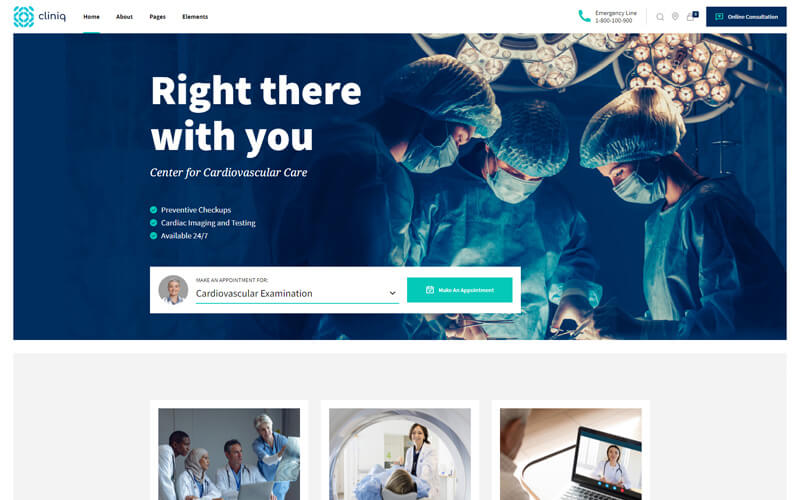 cliniq
Home About Pages Elements
Emergency Line
1-800-100-900
0
Online Consultation
Right there
with you
Center for Cardiovascular Care
Preventive Checkups
Cardiac Imaging and Testing
Available 24/7
MAKE AN APPOINTMENT FOR:
Cardiovascular Examination
Make An Appointment